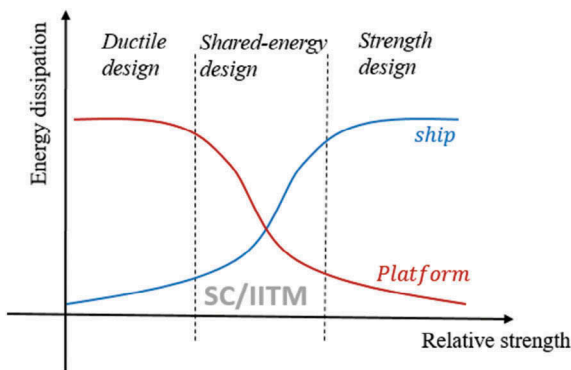 Ductile
design
Shared-energy
design
Strength
design
Energy dissipation
ship
Platform
SC/IITM
Relative strength